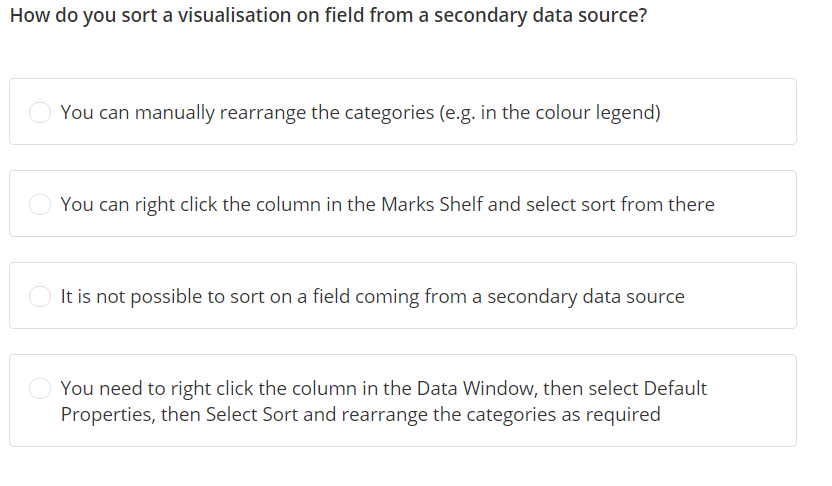 How do you sort a visualisation on field from a secondary data source?
You can manually rearrange the categories (e.g. in the colour legend)
You can right click the column in the Marks Shelf and select sort from there
It is not possible to sort on a field coming from a secondary data source
You need to right click the column in the Data Window, then select Default
Properties, then Select Sort and rearrange the categories as required